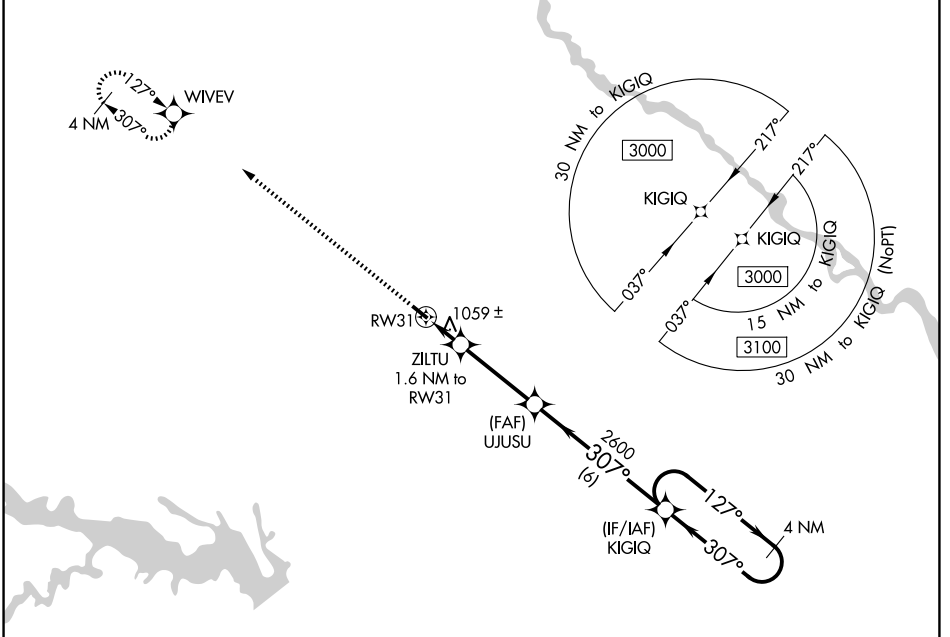 127°
WIVEV
4 NM
307°
30 NM to KIGIQ
3000
217°
KIGIQ
037°
217°
KIGIQ
3000
037°
15 NM to KIGIQ
3100
30 NM to KIGIQ (NoPT)
RW31
1059 ±
ZILTU
1.6 NM to
RW31
(FAF)
UJUSU
2600
307°
(6)
(IF/IAF)
KIGIQ
127°
4 NM
307°